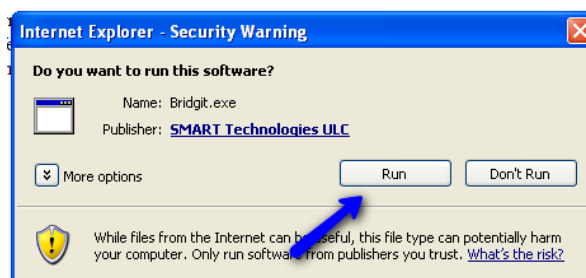 Internet Explorer - Security Warning
Do you want to run this software?
Name: Bridgit.exe
Publisher: SMART Technologies ULC
More options
Run
Don't Run
While files from the Internet can be useful, this file type can potentially harm
your computer. Only run software from publishers you trust. What's the risk?